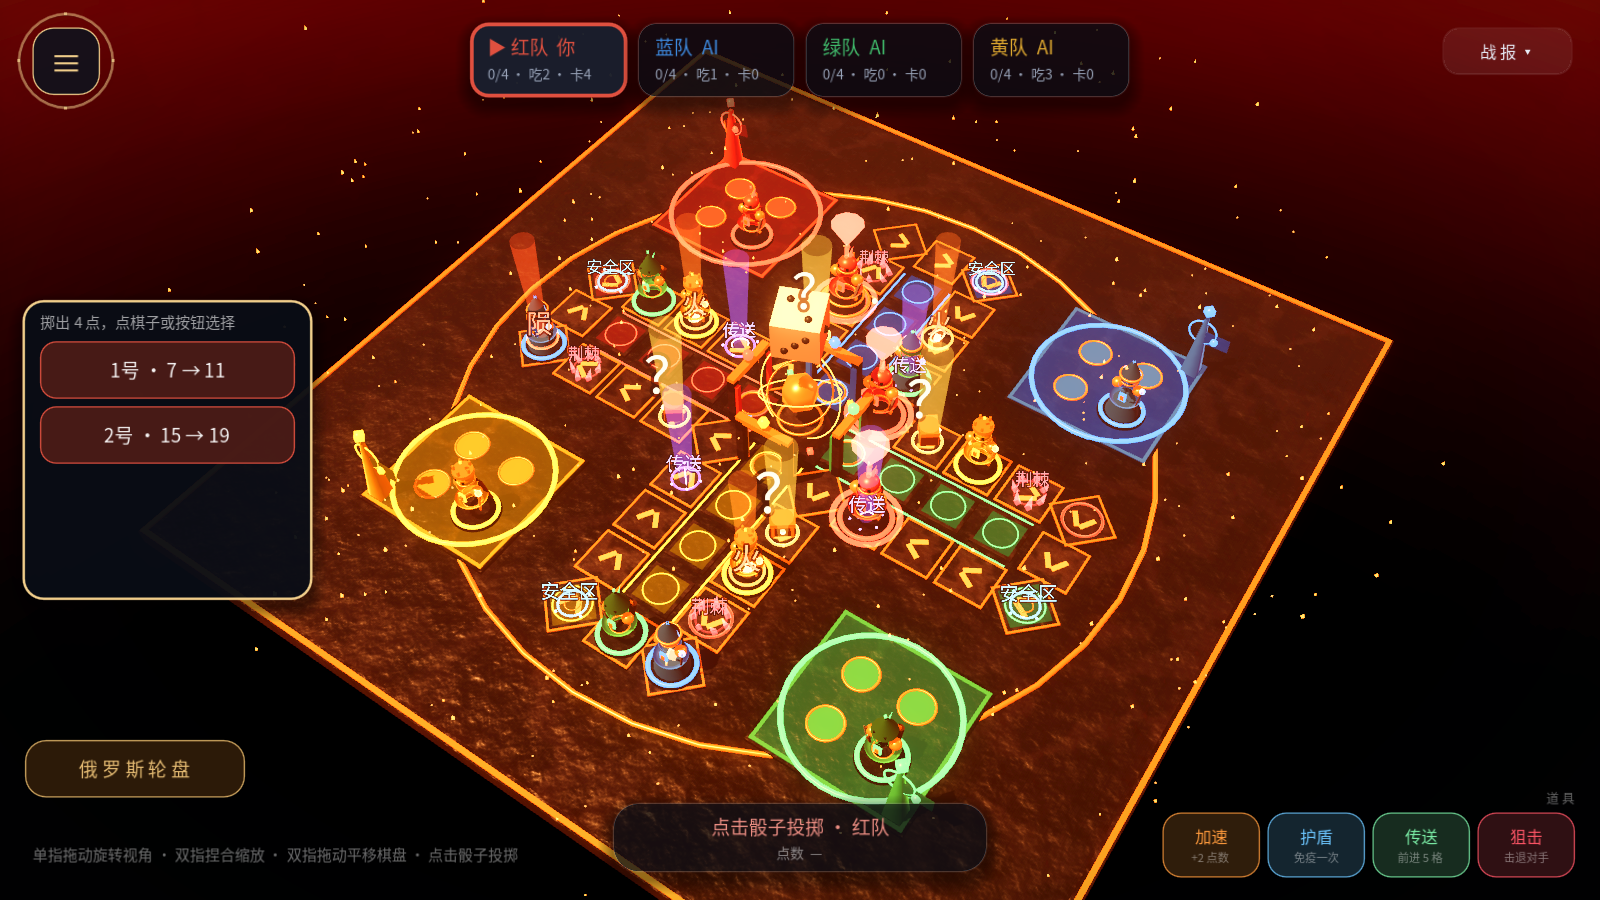 ▶ 红队 你
0/4 · 吃2 · 卡4
蓝队 AI
0/4 · 吃1 · 卡0
绿队 AI
0/4 · 吃0 · 卡0
黄队 AI
0/4 · 吃3 · 卡0
战报 ▾
安全区
荆棘
安全区
陨
火
传送
?
荆棘
?
传送
?
传送
荆棘
?
传送
火
荆棘
安全区
安全区
掷出 4 点，点棋子或按钮选择
1号 · 7→11
2号 · 15→19
俄罗斯轮盘
单指拖动旋转视角 · 双指捏合缩放 · 双指拖动平移棋盘 · 点击骰子投掷
点击骰子投掷 · 红队
点数 —
道具
加速
+2 点数
护盾
免疫一次
传送
前进 5 格
狙击
击退对手